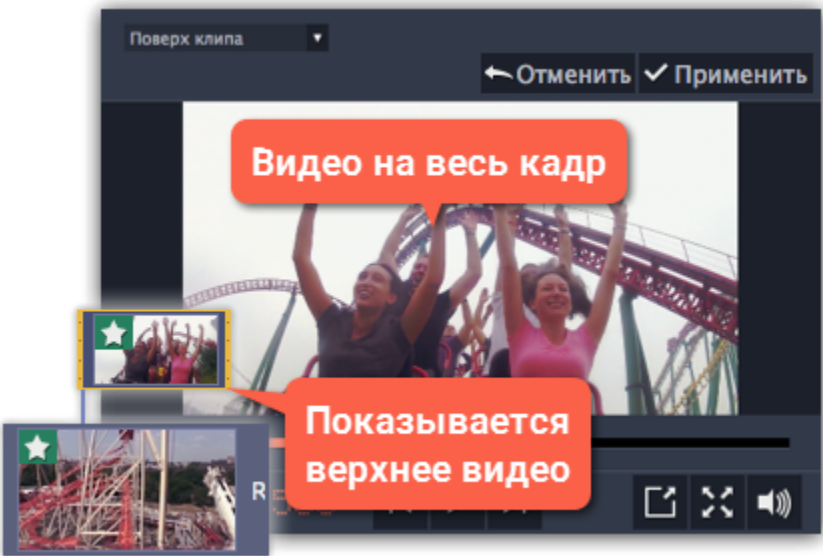 Поверх клипа
Отменить
Применить
Видео на весь кадр
Показывается
верхнее видео
R